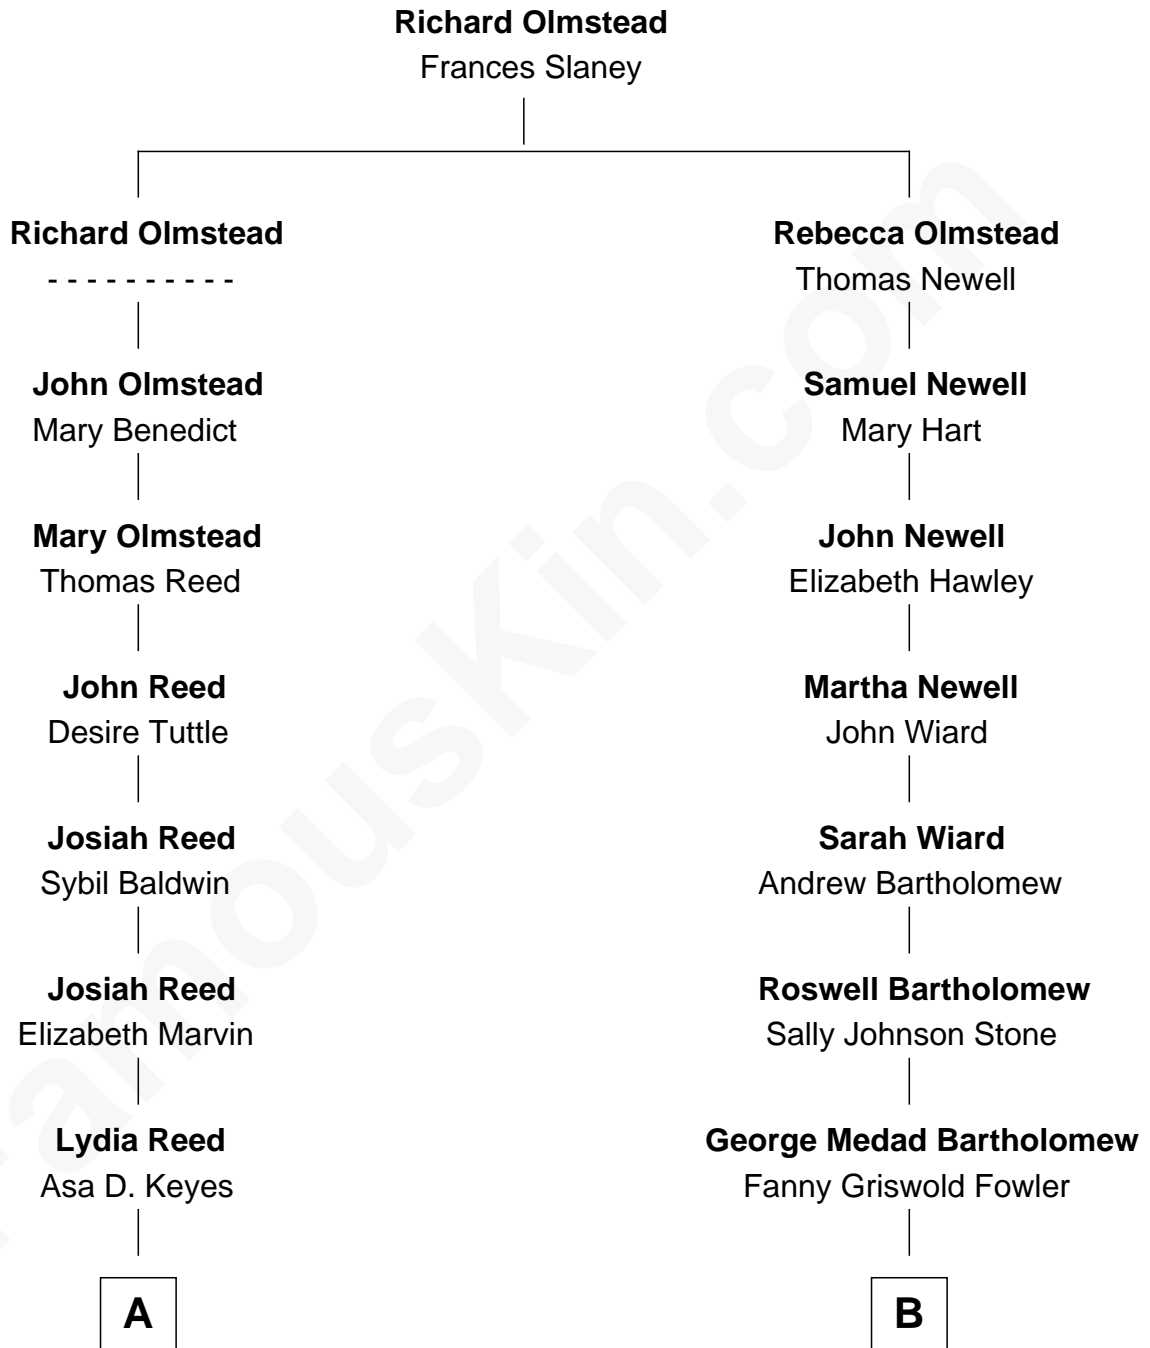 Richard Olmstead
Frances Slaney
Richard Olmstead
- - - - - - - - - -
Rebecca Olmstead
Thomas Newell
John Olmstead
Mary Benedict
Samuel Newell
Mary Hart
Mary Olmstead
Thomas Reed
John Newell
Elizabeth Hawley
John Reed
Desire Tuttle
Martha Newell
John Wiard
Josiah Reed
Sybil Baldwin
Sarah Wiard
Andrew Bartholomew
Josiah Reed
Elizabeth Marvin
Roswell Bartholomew
Sally Johnson Stone
Lydia Reed
Asa D. Keyes
George Medad Bartholomew
Fanny Griswold Fowler
A
B
FamousKin.com